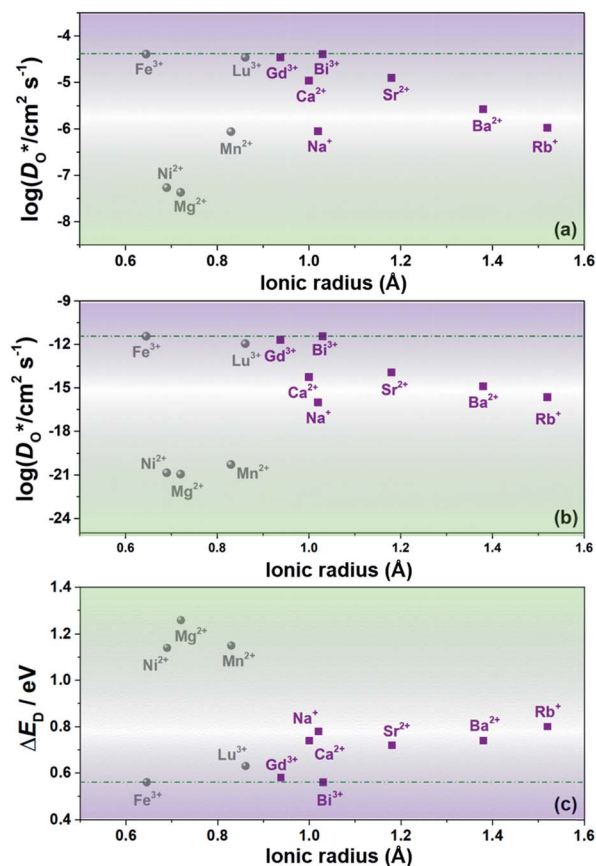 -4
-5
-6
-7
-8
log(D_O*/cm² s⁻¹)
Fe³⁺
Lu³⁺
Gd³⁺
Bi³⁺
Ca²⁺
Sr²⁺
Ba²⁺
Mn²⁺
Na⁺
Rb⁺
Ni²⁺
Mg²⁺
(a)
0.6 0.8 1.0 1.2 1.4 1.6
Ionic radius (Å)
-9
-12
-15
-18
-21
-24
log(D_O*/cm² s⁻¹)
Fe³⁺
Lu³⁺
Gd³⁺
Bi³⁺
Ca²⁺
Sr²⁺
Na⁺
Ba²⁺
Rb⁺
Ni²⁺
Mg²⁺
Mn²⁺
(b)
0.6 0.8 1.0 1.2 1.4 1.6
Ionic radius (Å)
1.4
1.2
1.0
0.8
0.6
0.4
ΔE_D / eV
Mg²⁺
Ni²⁺
Mn²⁺
Na⁺
Sr²⁺
Ba²⁺
Rb⁺
Lu³⁺
Gd³⁺
Ca²⁺
Fe³⁺
Bi³⁺
(c)
0.6 0.8 1.0 1.2 1.4 1.6
Ionic radius (Å)